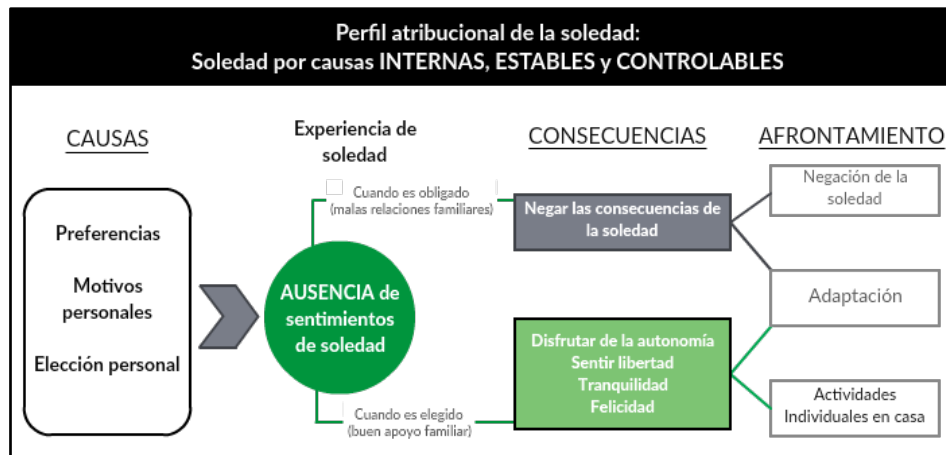 Perfil atribucional de la soledad:
Soledad por causas INTERNAS, ESTABLES y CONTROLABLES
CAUSAS
Preferencias
Motivos
personales
Elección personal
Experiencia de
soledad
Cuando es obligado
(malas relaciones familiares)
AUSENCIA de
sentimientos
de soledad
Cuando es elegido
(buen apoyo familiar)
CONSECUENCIAS
Negar las consecuencias de
la soledad
Disfrutar de la autonomía
Sentir libertad
Tranquilidad
Felicidad
AFRONTAMIENTO
Negación de la
soledad
Adaptación
Actividades
Individuales en casa